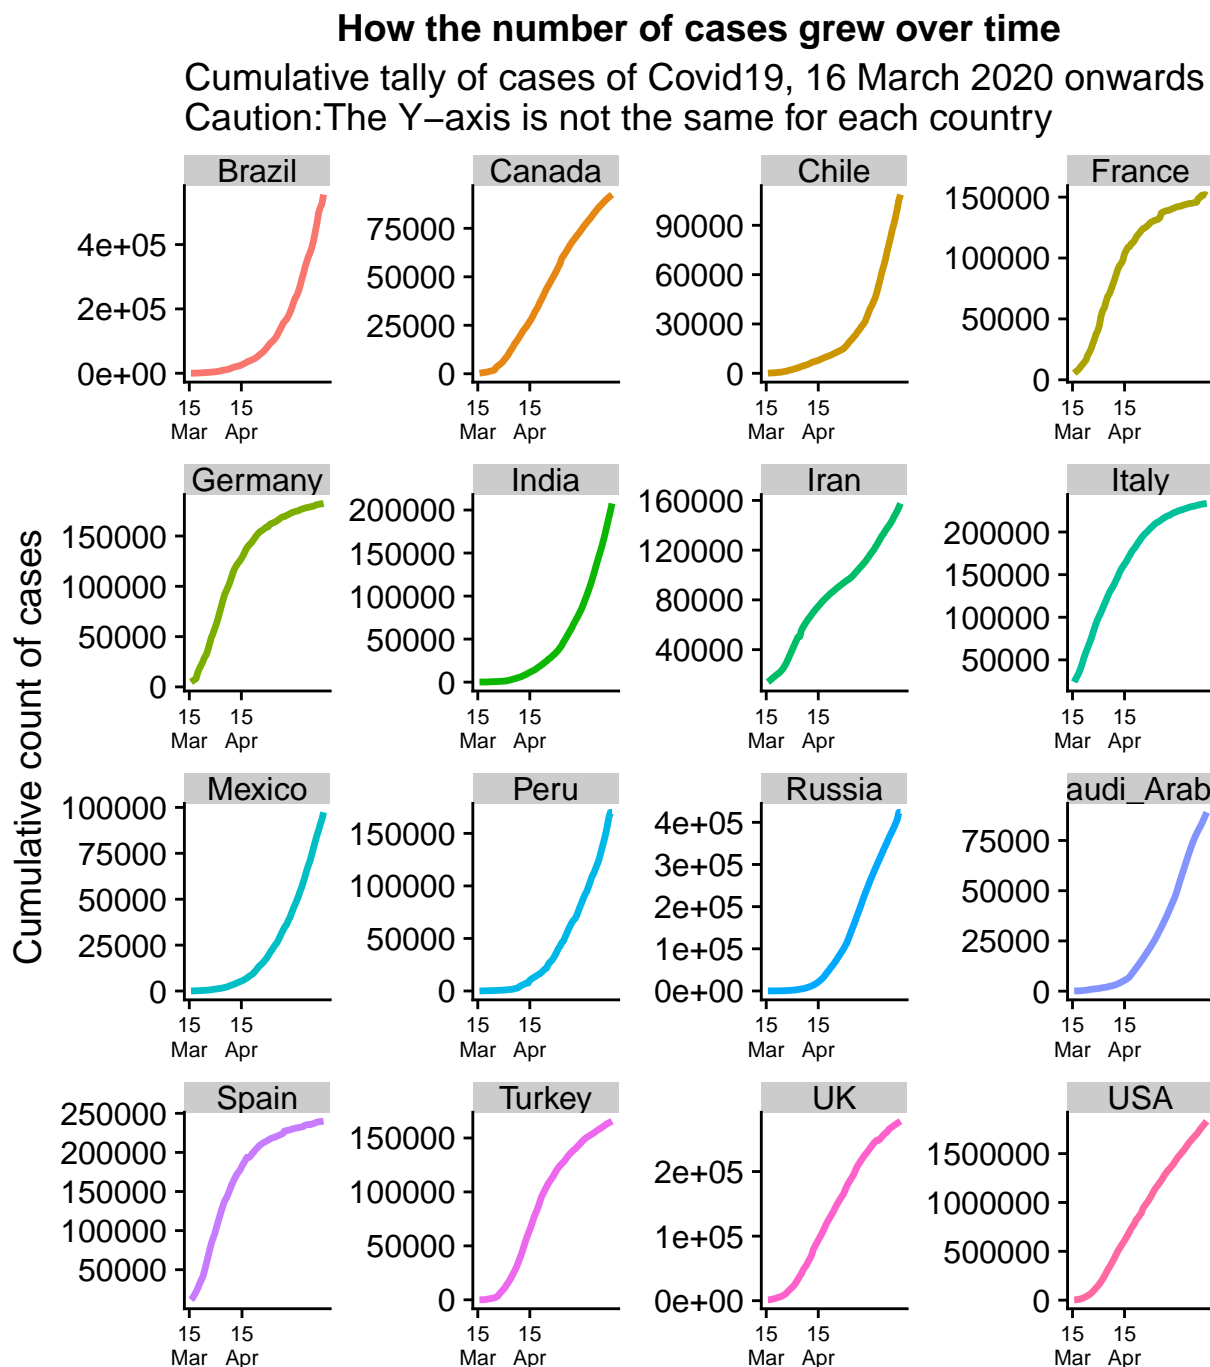 How the number of cases grew over time
Cumulative tally of cases of Covid19, 16 March 2020 onwards
Caution:The Y−axis is not the same for each country
Cumulative count of cases
Brazil
4e+05
2e+05
0e+00
15 Mar
15 Apr
Canada
75000
50000
25000
0
15 Mar
15 Apr
Chile
90000
60000
30000
0
15 Mar
15 Apr
France
150000
100000
50000
0
15 Mar
15 Apr
Germany
150000
100000
50000
0
15 Mar
15 Apr
India
200000
150000
100000
50000
0
15 Mar
15 Apr
Iran
160000
120000
80000
40000
15 Mar
15 Apr
Italy
200000
150000
100000
50000
15 Mar
15 Apr
Mexico
100000
75000
50000
25000
0
15 Mar
15 Apr
Peru
150000
100000
50000
0
15 Mar
15 Apr
Russia
4e+05
3e+05
2e+05
1e+05
0e+00
15 Mar
15 Apr
audi_Arab
75000
50000
25000
0
15 Mar
15 Apr
Spain
250000
200000
150000
100000
50000
15 Mar
15 Apr
Turkey
150000
100000
50000
0
15 Mar
15 Apr
UK
2e+05
1e+05
0e+00
15 Mar
15 Apr
USA
1500000
1000000
500000
0
15 Mar
15 Apr